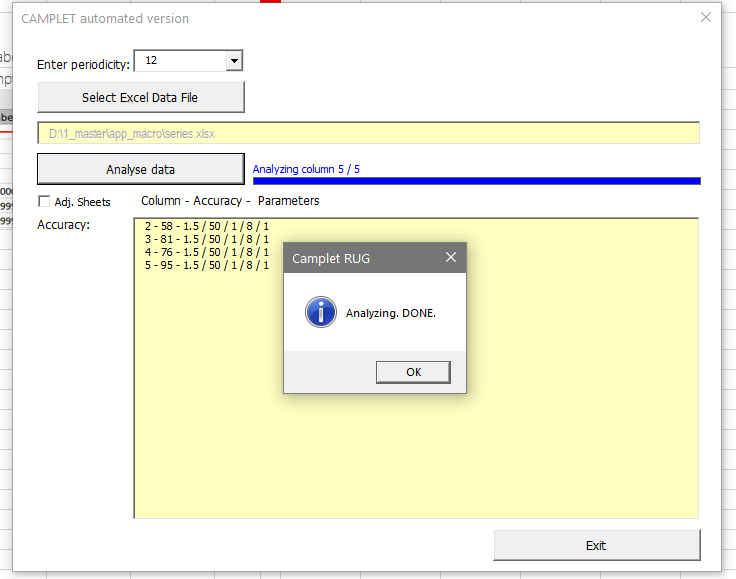 CAMPLET automated version
Enter periodicity: 12
Select Excel Data File
D:\1_master\app_macro\series.xlsx
Analyse data
Analyzing column 5 / 5
Adj. Sheets
Column - Accuracy - Parameters
Accuracy:
2 - 58 - 1.5 / 50 / 1 / 8 / 1
3 - 81 - 1.5 / 50 / 1 / 8 / 1
4 - 76 - 1.5 / 50 / 1 / 8 / 1
5 - 95 - 1.5 / 50 / 1 / 8 / 1
Camplet RUG
Analyzing. DONE.
OK
Exit